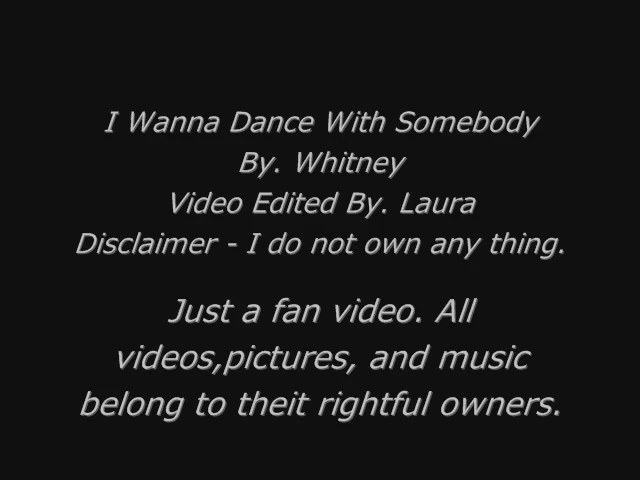 I Wanna Dance With Somebody
By. Whitney
Video Edited By. Laura
Disclaimer - I do not own any thing.
Just a fan video. All
videos,pictures, and music
belong to theit rightful owners.